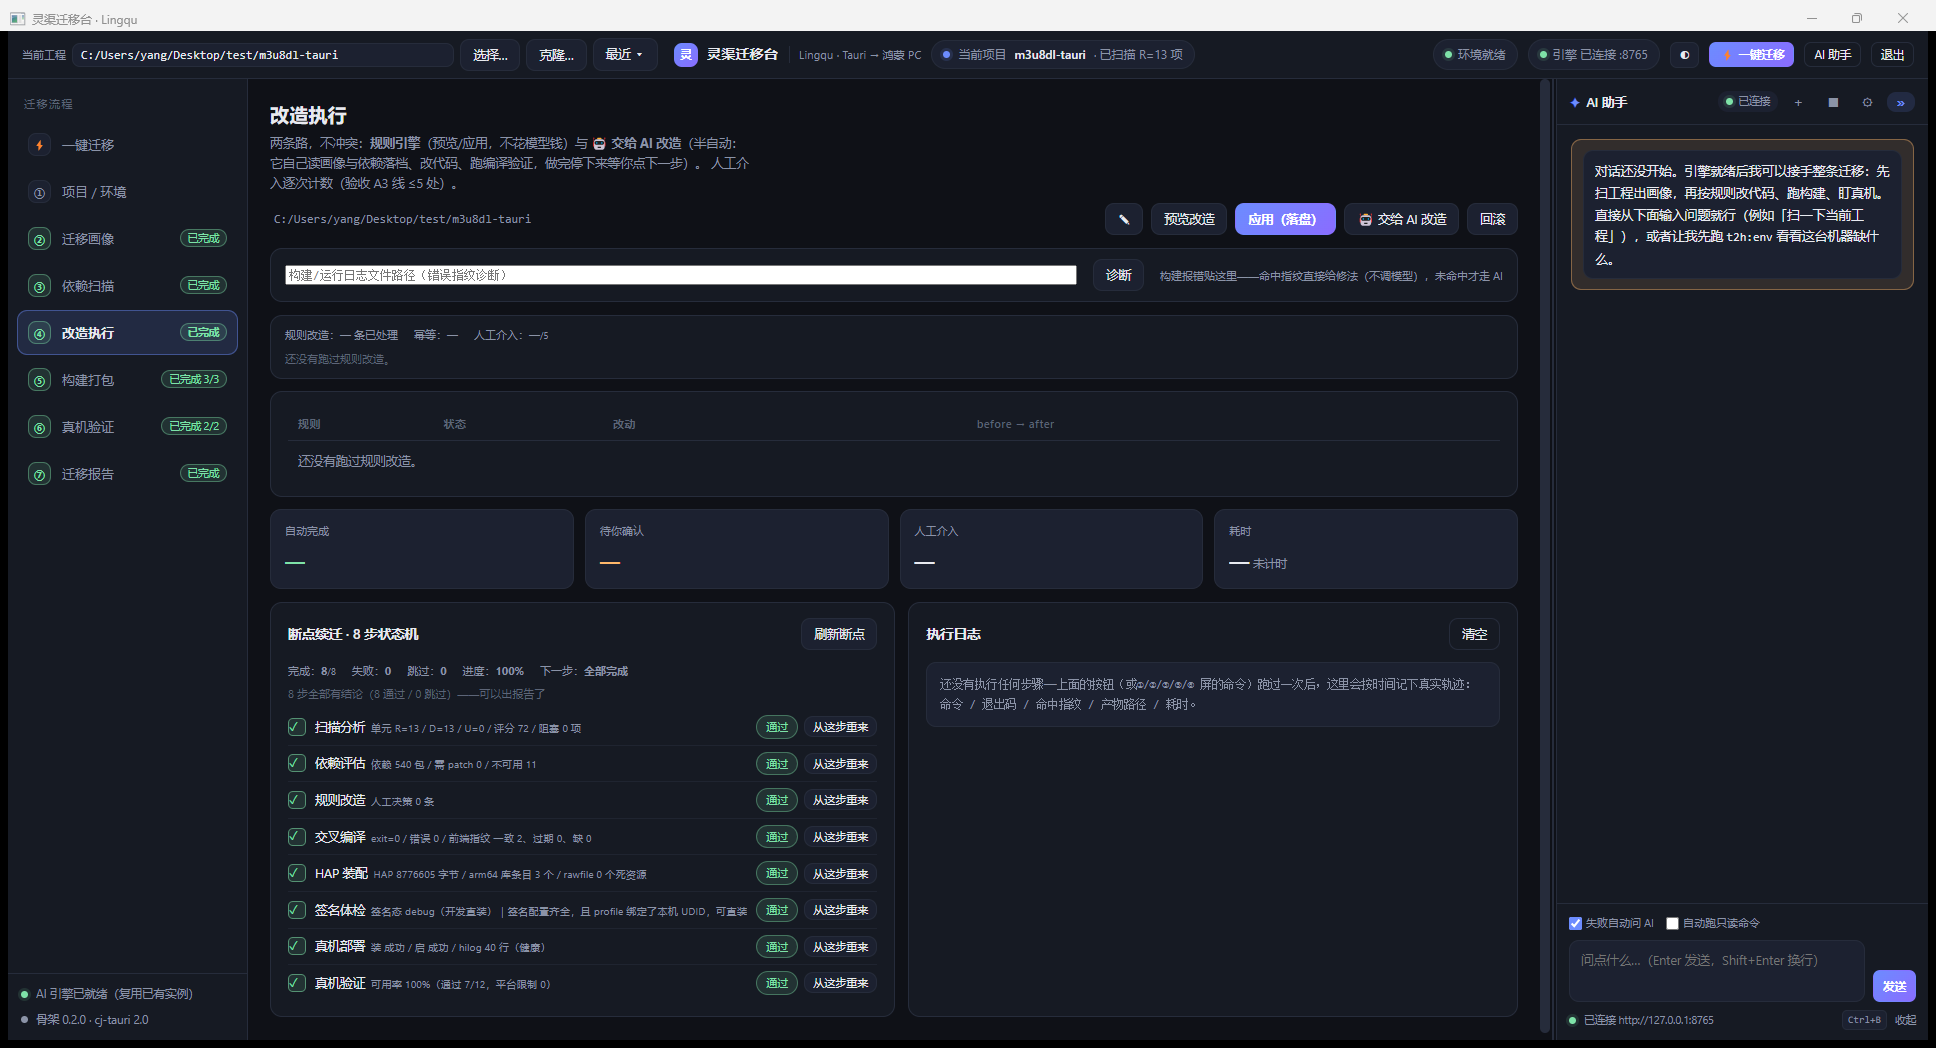 灵渠迁移台 · Lingqu
当前工程 C:/Users/yang/Desktop/test/m3u8dl-tauri 选择... 克隆... 最近 灵 灵渠迁移台 Lingqu · Tauri → 鸿蒙 PC 当前项目 m3u8dl-tauri · 已扫描 R=13 项 环境就绪 引擎 已连接 :8765 一键迁移 AI 助手 退出
迁移流程
一键迁移
① 项目 / 环境
② 迁移画像 已完成
③ 依赖扫描 已完成
④ 改造执行 已完成
⑤ 构建打包 已完成 3/3
⑥ 真机验证 已完成 2/2
⑦ 迁移报告 已完成
AI 引擎已就绪（复用已有实例）
骨架 0.2.0 · cj-tauri 2.0
改造执行
两条路，不冲突：规则引擎（预览/应用，不花模型钱）与 交给 AI 改造（半自动：
它自己读画像与依赖落档、改代码、跑编译验证，做完停下来等你点下一步）。 人工介
入逐次计数（验收 A3 线 ≤5 处）。
C:/Users/yang/Desktop/test/m3u8dl-tauri 预览改造 应用（落盘） 交给 AI 改造 回滚
构建/运行日志文件路径（错误指纹诊断） 诊断 构建报错贴这里——命中指纹直接给修法（不调模型），未命中才走 AI
规则改造：— 条已处理 幂等：— 人工介入：—/5
还没有跑过规则改造。
规则 状态 改动 before → after
还没有跑过规则改造。
自动完成 待你确认 人工介入 耗时
— — — — 未计时
断点续迁 · 8 步状态机 刷新断点
完成：8/8 失败：0 跳过：0 进度：100% 下一步：全部完成
8 步全部有结论（8 通过 / 0 跳过）——可以出报告了
扫描分析 单元 R=13 / D=13 / U=0 / 评分 72 / 阻塞 0 项 通过 从这步重来
依赖评估 依赖 540 包 / 需 patch 0 / 不可用 11 通过 从这步重来
规则改造 人工决策 0 条 通过 从这步重来
交叉编译 exit=0 / 错误 0 / 前端指纹 一致 2、过期 0、缺 0 通过 从这步重来
HAP 装配 HAP 8776605 字节 / arm64 库条目 3 个 / rawfile 0 个死资源 通过 从这步重来
签名体检 签名态 debug（开发直装）｜签名配置齐全，且 profile 绑定了本机 UDID，可直装 通过 从这步重来
真机部署 装 成功 / 启 成功 / hilog 40 行（健康） 通过 从这步重来
真机验证 可用率 100%（通过 7/12，平台限制 0） 通过 从这步重来
执行日志 清空
还没有执行任何步骤——上面的按钮（或②/③/④/⑤/⑥ 屏的命令）跑过一次后，这里会按时间记下真实轨迹：
命令 / 退出码 / 命中指纹 / 产物路径 / 耗时。
AI 助手 已连接 + »
对话还没开始。引擎就绪后我可以接手整条迁移：先
扫工程出画像，再按规则改代码、跑构建、盯真机。
直接从下面输入问题就行（例如「扫一下当前工
程」），或者让我先跑 t2h:env 看看这台机器缺什
么。
失败自动问 AI 自动跑只读命令
问点什么…（Enter 发送，Shift+Enter 换行）
发送
已连接 http://127.0.0.1:8765 Ctrl+B 收起